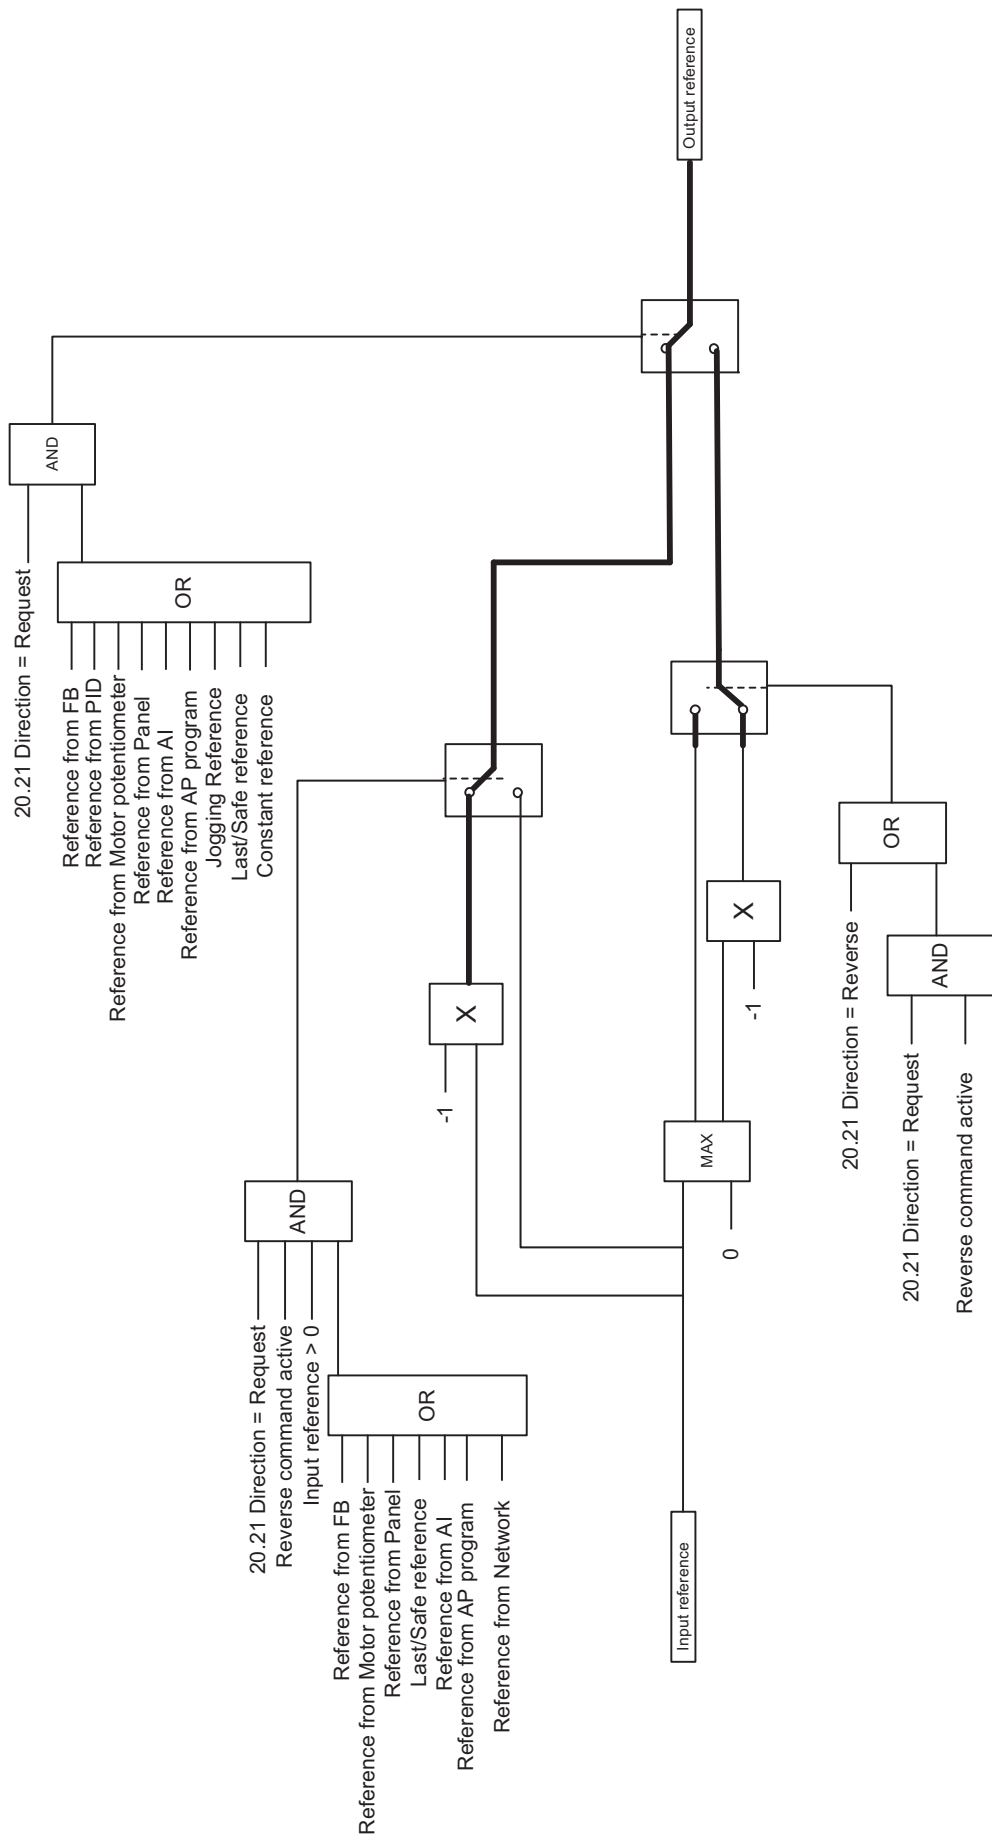 20.21 Direction = Request
Reference from FB
Reference from PID
Reference from Motor potentiometer
Reference from Panel
Reference from AI
Reference from AP program
Jogging Reference
Last/Safe reference
Constant reference
OR
AND
20.21 Direction = Request
Reverse command active
Input reference > 0
Reference from FB
Reference from Motor potentiometer
Reference from Panel
Last/Safe reference
Reference from AI
Reference from AP program
Reference from Network
OR
AND
-1
X
Input reference
0
MAX
-1
X
20.21 Direction = Reverse
20.21 Direction = Request
Reverse command active
AND
OR
Output reference